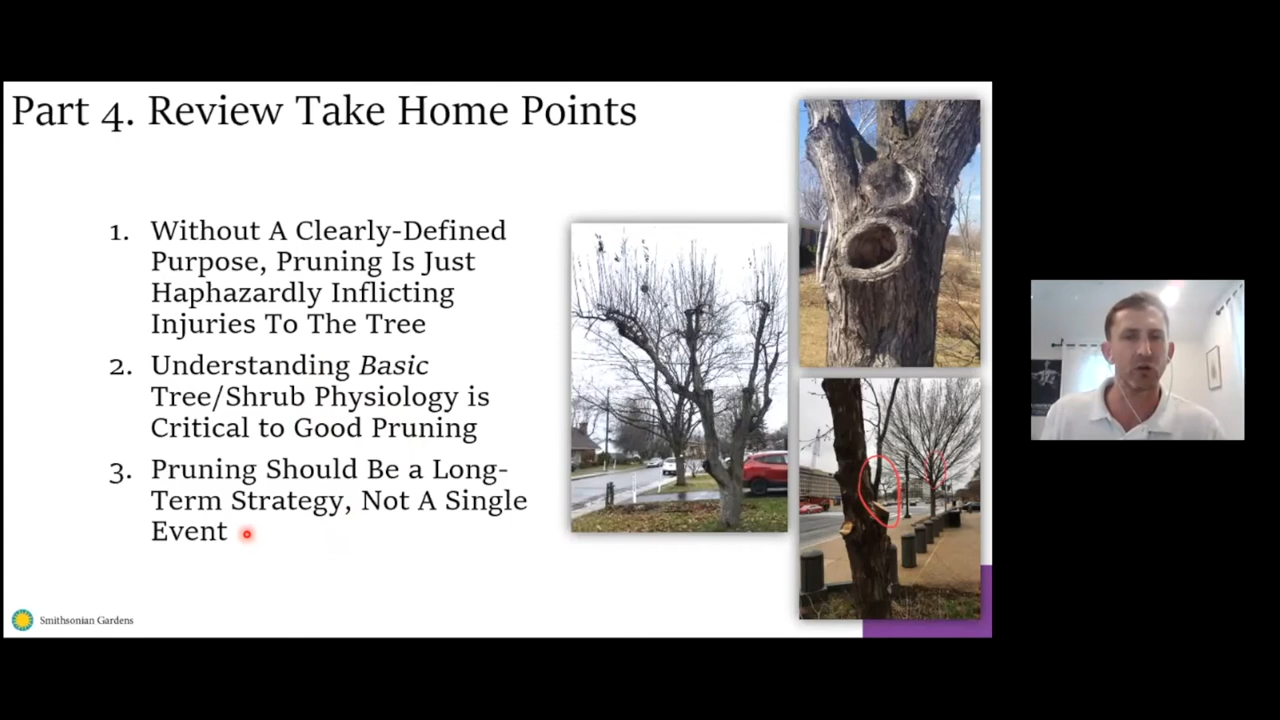 Part 4. Review Take Home Points
1. Without A Clearly-Defined
Purpose, Pruning Is Just
Haphazardly Inflicting
Injuries To The Tree
2. Understanding Basic
Tree/Shrub Physiology is
Critical to Good Pruning
3. Pruning Should Be a Long-
Term Strategy, Not A Single
Event
Smithsonian Gardens